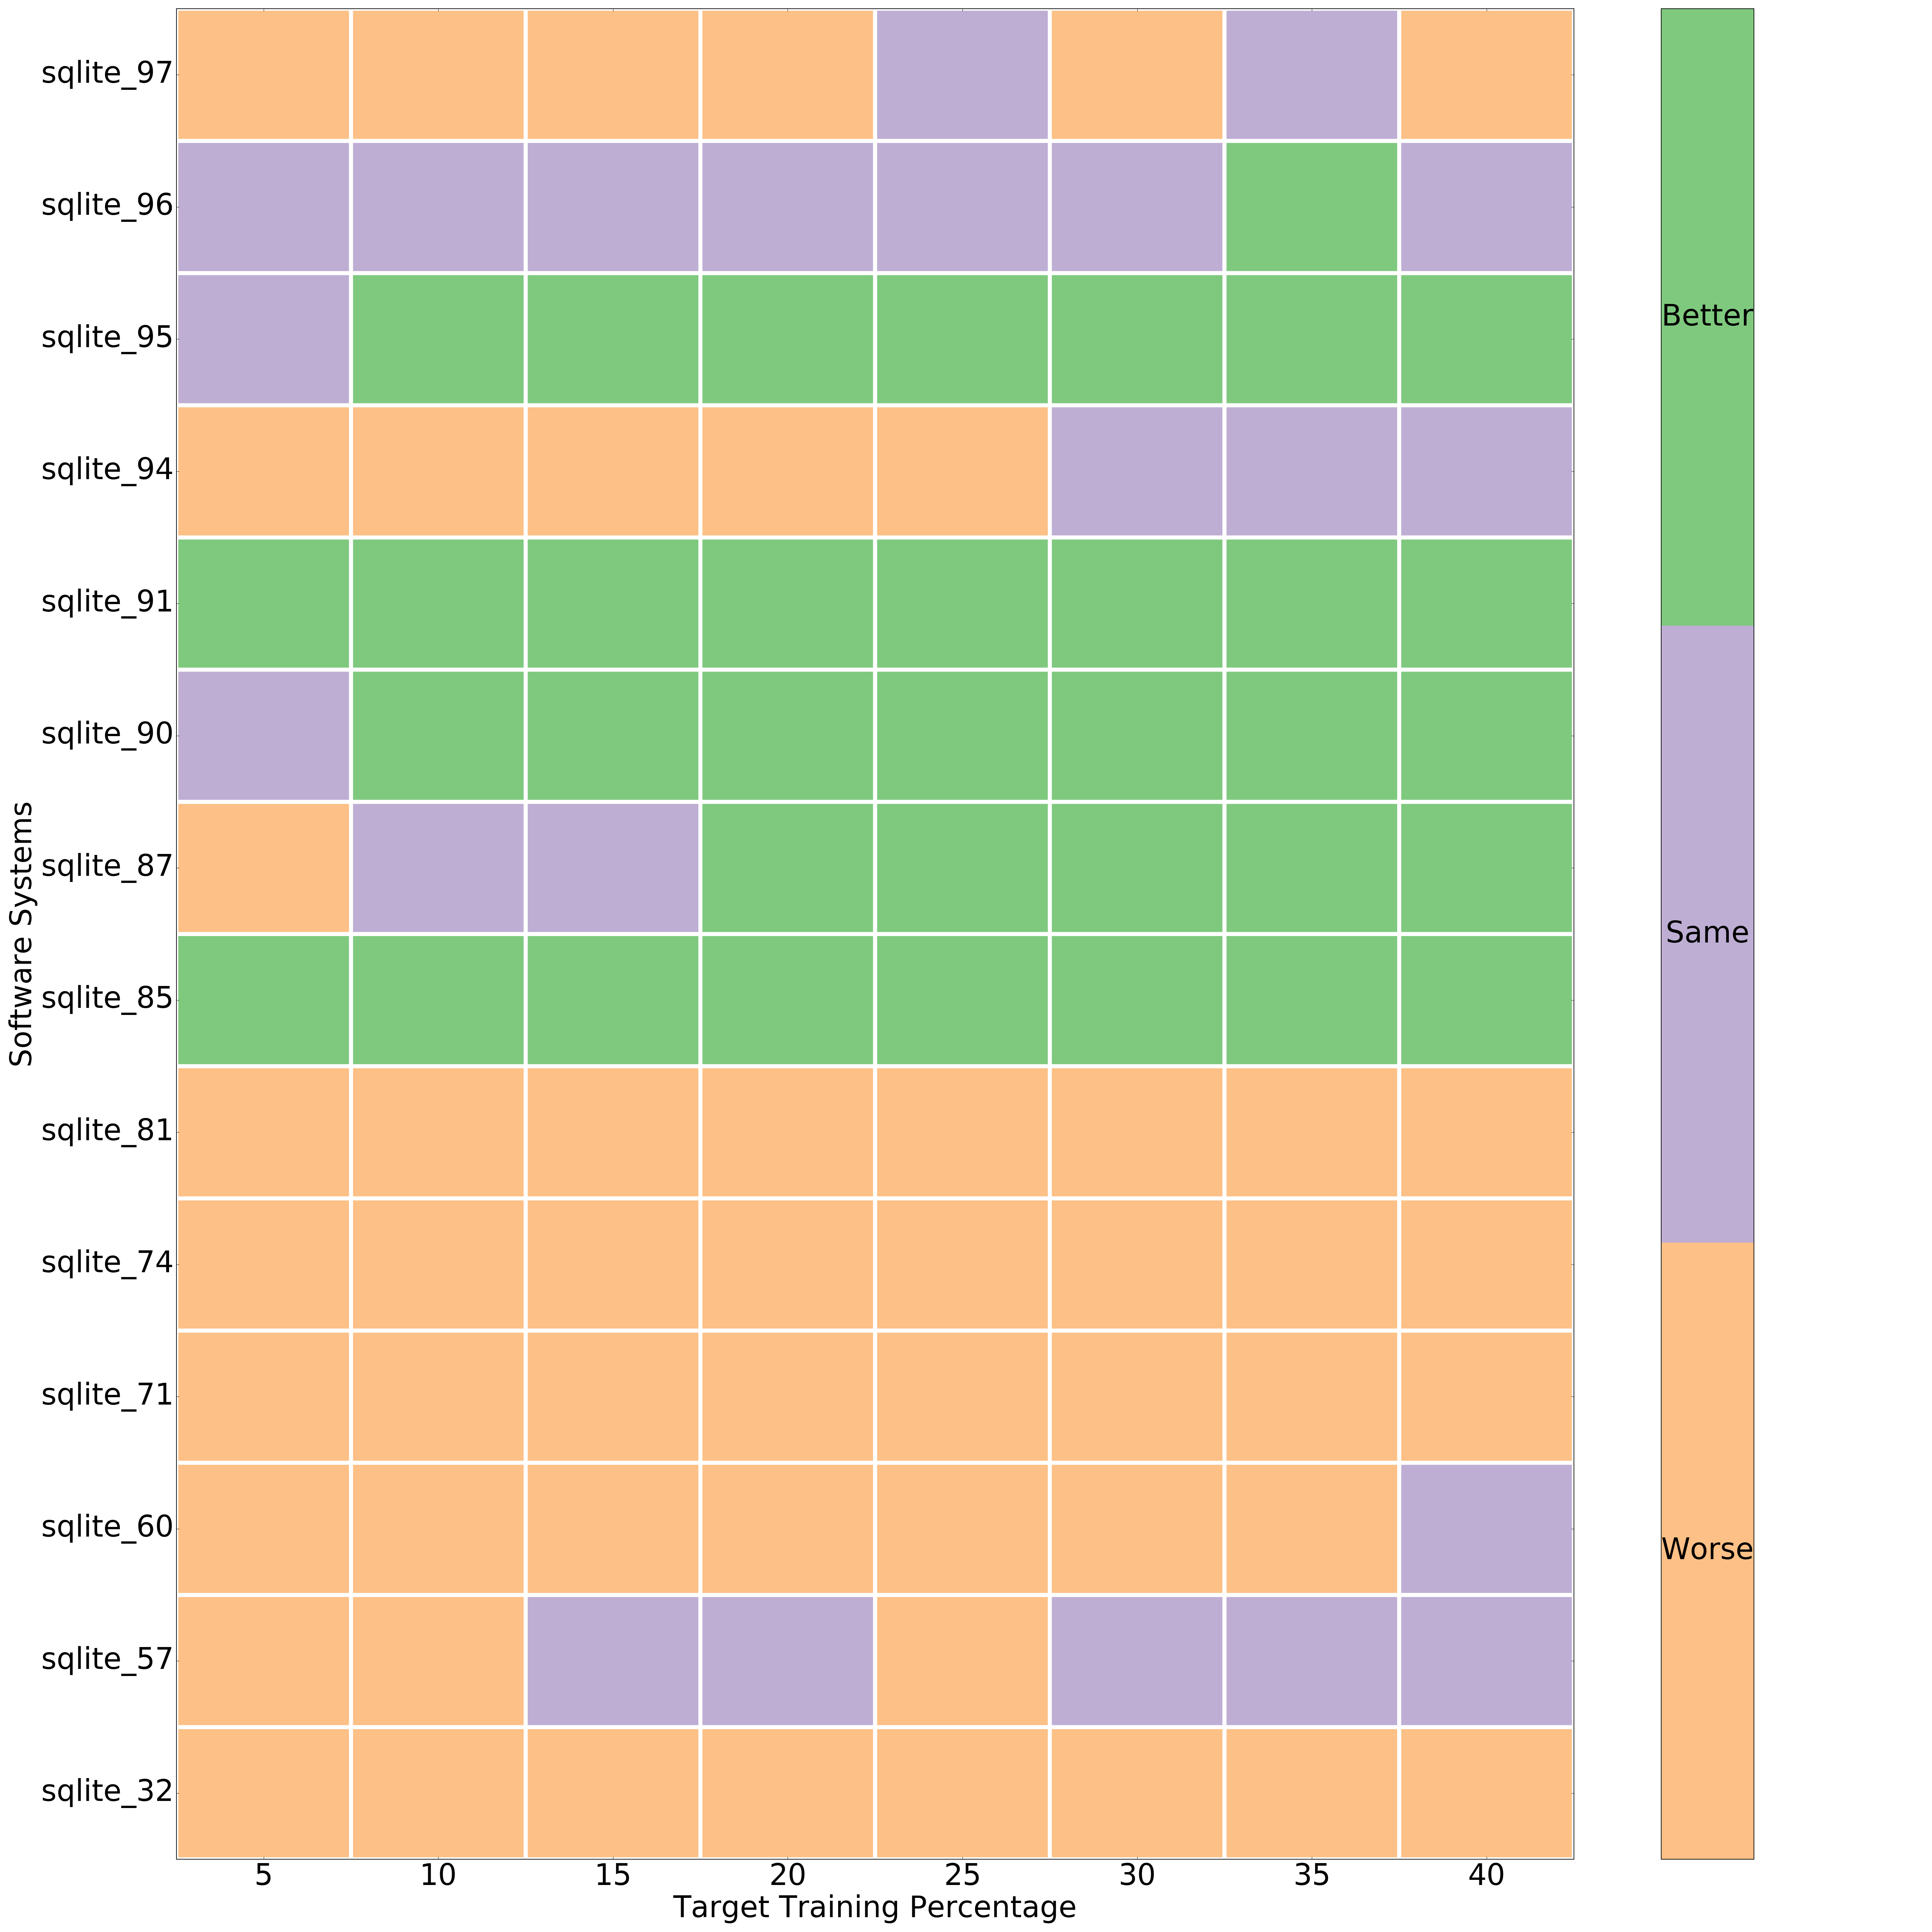 sqlite_97
sqlite_96
sqlite_95
sqlite_94
sqlite_91
sqlite_90
sqlite_87
sqlite_85
sqlite_81
sqlite_74
sqlite_71
sqlite_60
sqlite_57
sqlite_32
Software Systems
5 10 15 20 25 30 35 40
Target Training Percentage
Better
Same
Worse